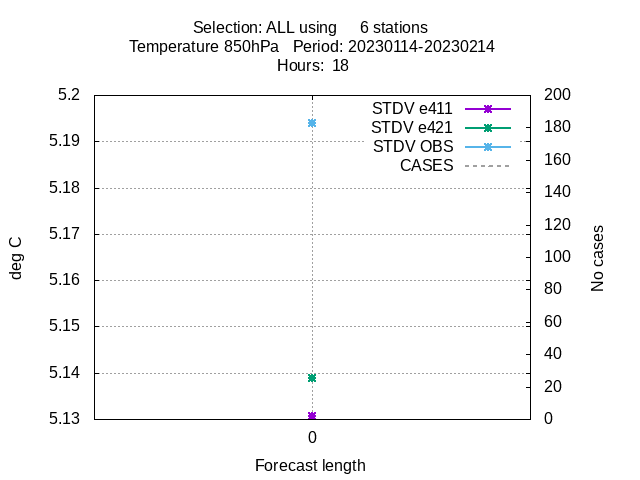 Selection: ALL using      6 stations
Temperature 850hPa   Period: 20230114-20230214
Hours:  18
5.2
5.19
5.18
5.17
5.16
5.15
5.14
5.13
deg C
STDV e411
STDV e421
STDV OBS
CASES
200
180
160
140
120
100
80
60
40
20
0
No cases
0
Forecast length